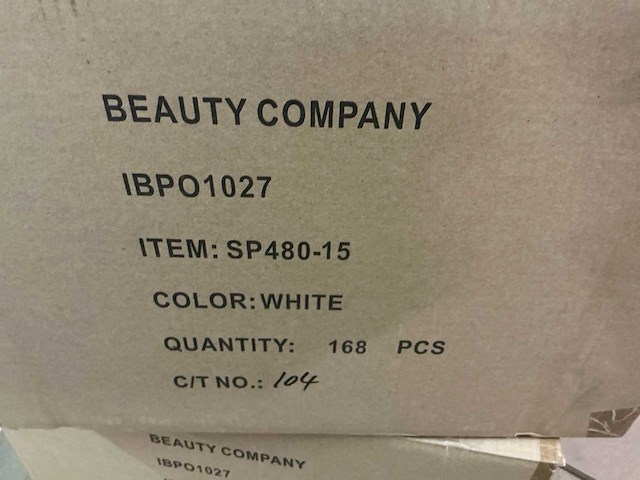 BEAUTY COMPANY
IBPO1027
ITEM: SP480-15
COLOR: WHITE
QUANTITY: 168 PCS
C/T NO.: 104
BEAUTY COMPANY
IBPO1027